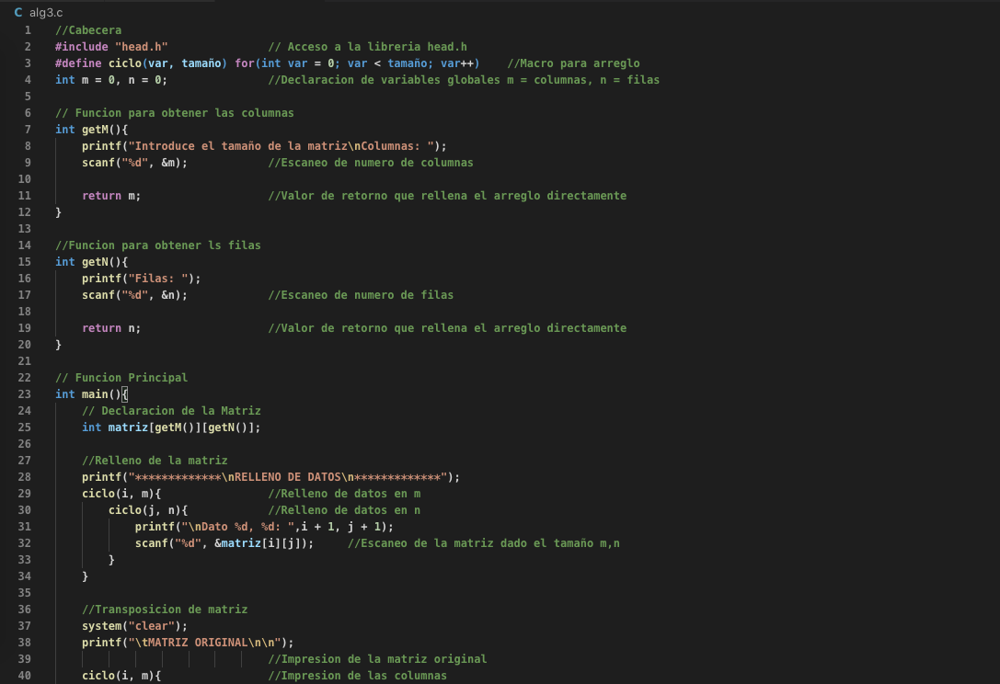 C alg3.c
1 //Cabecera
2 #include "head.h" // Acceso a la libreria head.h
3 #define ciclo(var, tamaño) for(int var = 0; var < tamaño; var++) //Macro para arreglo
4 int m = 0, n = 0; //Declaracion de variables globales m = columnas, n = filas
5
6 // Funcion para obtener las columnas
7 int getM(){
8 printf("Introduce el tamaño de la matriz\nColumnas: ");
9 scanf("%d", &m); //Escaneo de numero de columnas
10
11 return m; //Valor de retorno que rellena el arreglo directamente
12 }
13
14 //Funcion para obtener ls filas
15 int getN(){
16 printf("Filas: ");
17 scanf("%d", &n); //Escaneo de numero de filas
18
19 return n; //Valor de retorno que rellena el arreglo directamente
20 }
21
22 // Funcion Principal
23 int main(){
24 // Declaracion de la Matriz
25 int matriz[getM()][getN()];
26
27 //Relleno de la matriz
28 printf("*************\nRELLENO DE DATOS\n*************");
29 ciclo(i, m){ //Relleno de datos en m
30 ciclo(j, n){ //Relleno de datos en n
31 printf("\nDato %d, %d: ",i + 1, j + 1);
32 scanf("%d", &matriz[i][j]); //Escaneo de la matriz dado el tamaño m,n
33 }
34 }
35
36 //Transposicion de matriz
37 system("clear");
38 printf("\tMATRIZ ORIGINAL\n\n");
39 //Impresion de la matriz original
40 ciclo(i, m){ //Impresion de las columnas